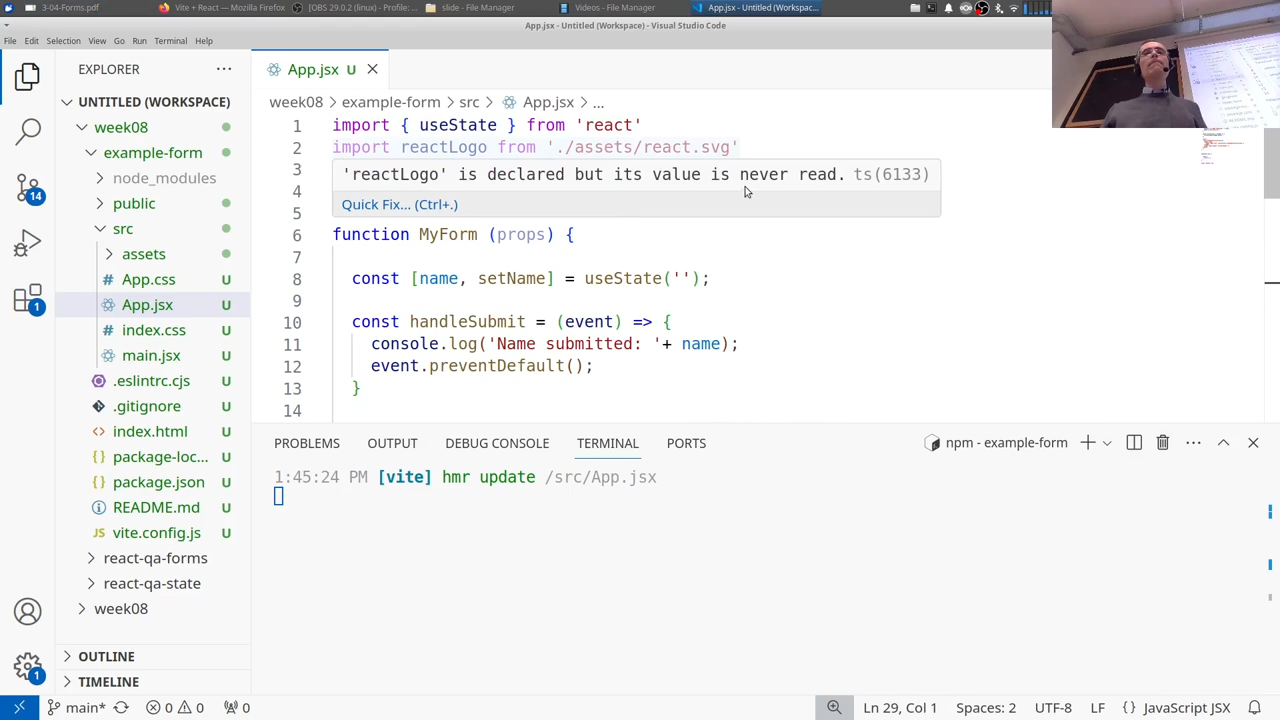 3-04-Forms.pdf
Vite + React — Mozilla Firefox
[OBS 29.0.2 (linux)
slide - File Manager
Videos - File Manager
App.jsx - Untitled (Workspac...
App.jsx - Untitled (Workspace) - Visual Studio Code
File Edit Selection View Go Run Terminal Help
EXPLORER
App.jsx U
UNTITLED (WORKSPACE)
week08 > example-form > src > App.jsx > ...
week08
example-form
node_modules
public
src
assets
App.css U
App.jsx U
index.css U
main.jsx U
.eslintrc.cjs U
.gitignore U
index.html U
package-loc... U
package.json U
README.md U
vite.config.js U
react-qa-forms
react-qa-state
week08
OUTLINE
TIMELINE
14
1
1
1 import { useState } from 'react'
2 import reactLogo from './assets/react.svg'
3
'reactLogo' is declared but its value is never read. ts(6133)
4
Quick Fix... (Ctrl+.)
5
6 function MyForm (props) {
7
8 const [name, setName] = useState('');
9
10 const handleSubmit = (event) => {
11 console.log('Name submitted: '+ name);
12 event.preventDefault();
13 }
14
PROBLEMS OUTPUT DEBUG CONSOLE TERMINAL PORTS
npm - example-form
1:45:24 PM [vite] hmr update /src/App.jsx
main* 0 0 0
Ln 29, Col 1 Spaces: 2 UTF-8 LF {} JavaScript JSX